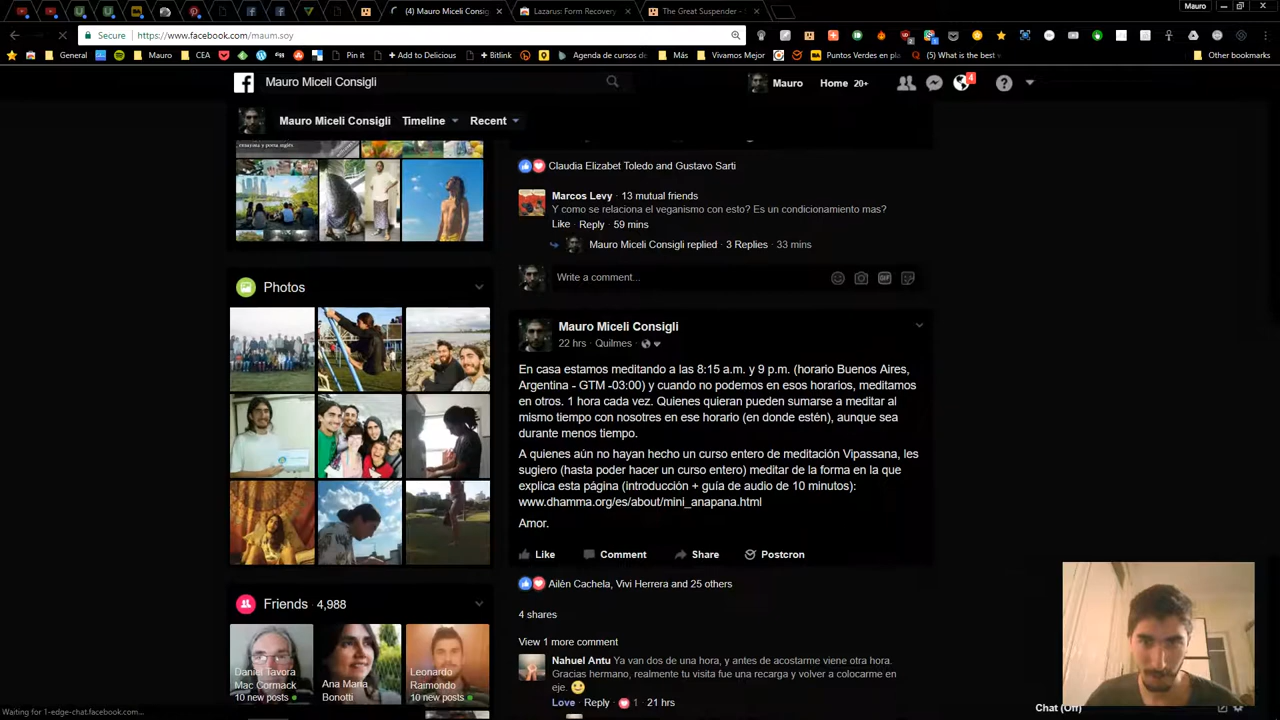 Mauro
(4) Mauro Miceli Consig
Lazarus: Form Recovery
The Great Suspender - S
Secure
https://www.facebook.com/maum.soy
General
Mauro
CEA
Pin it
+ Add to Delicious
+ Bitlink
Agenda de cursos de
Más
Vivamos Mejor
Puntos Verdes en pl
(5) What is the best
Other bookmarks
Mauro Miceli Consigli
Mauro
Home 20+
4
Mauro Miceli Consigli
Timeline
Recent
ensayista y poeta inglés
Claudia Elizabet Toledo and Gustavo Sarti
Marcos Levy · 13 mutual friends
Y como se relaciona el veganismo con esto? Es un condicionamiento mas?
Like · Reply · 59 mins
Mauro Miceli Consigli replied · 3 Replies · 33 mins
Write a comment...
GIF
Photos
Mauro Miceli Consigli
22 hrs · Quilmes ·
En casa estamos meditando a las 8:15 a.m. y 9 p.m. (horario Buenos Aires,
Argentina - GTM -03:00) y cuando no podemos en esos horarios, meditamos
en otros. 1 hora cada vez. Quienes quieran pueden sumarse a meditar al
mismo tiempo con nosotres en ese horario (en donde estén), aunque sea
durante menos tiempo.
A quienes aún no hayan hecho un curso entero de meditación Vipassana, les
sugiero (hasta poder hacer un curso entero) meditar de la forma en la que
explica esta página (introducción + guía de audio de 10 minutos):
www.dhamma.org/es/about/mini_anapana.html
Amor.
Like
Comment
Share
Postcron
Ailén Cachela, Vivi Herrera and 25 others
4 shares
View 1 more comment
Nahuel Antu Ya van dos de una hora, y antes de acostarme viene otra hora.
Gracias hermano, relamente tu visita fue una recarga y volver a colocarme en
eje.
Love · Reply · 1 · 21 hrs
Friends · 4,988
Daniel Tavora
Mac Cormack
10 new posts
Ana Maria
Bonotti
Leonardo
Raimondo
10 new posts
Chat (Off)
Waiting for 1-edge-chat.facebook.com...